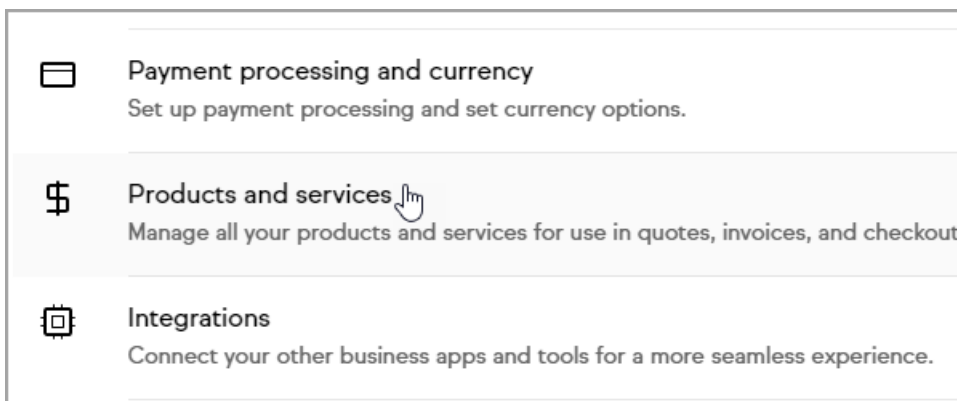 Payment processing and currency
Set up payment processing and set currency options.
Products and services
Manage all your products and services for use in quotes, invoices, and checkout
Integrations
Connect your other business apps and tools for a more seamless experience.